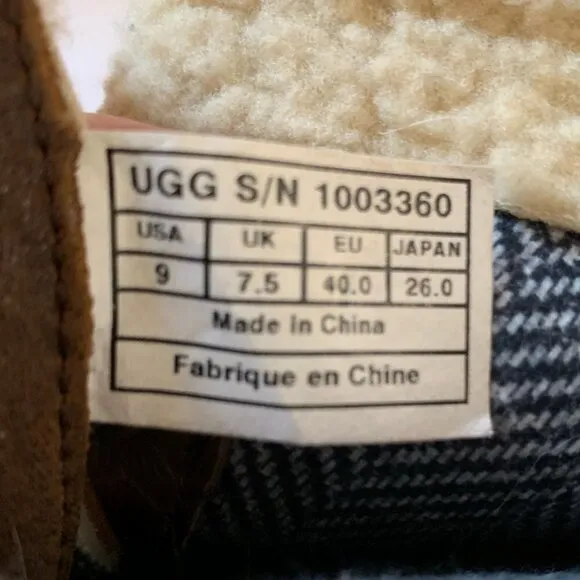 UGG S/N 1003360
USA UK EU JAPAN
9 7.5 40.0 26.0
Made in China
Fabrique en Chine